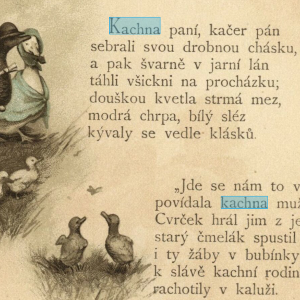 Kachna paní, kačer pán
sebrali svou drobnou chásku,
a pak švarně v jarní lán
táhli všickni na procházku;
douškou kvetla strmá mez,
modrá chrpa, bílý sléz
kývaly se vedle klásků.
„Jde se nám to v
povídala kachna muž
Cvrček hrál jim z je
starý čmelák spustil
i ty žáby v bubínky
k slávě kachní rodin
rachotily v kaluži.